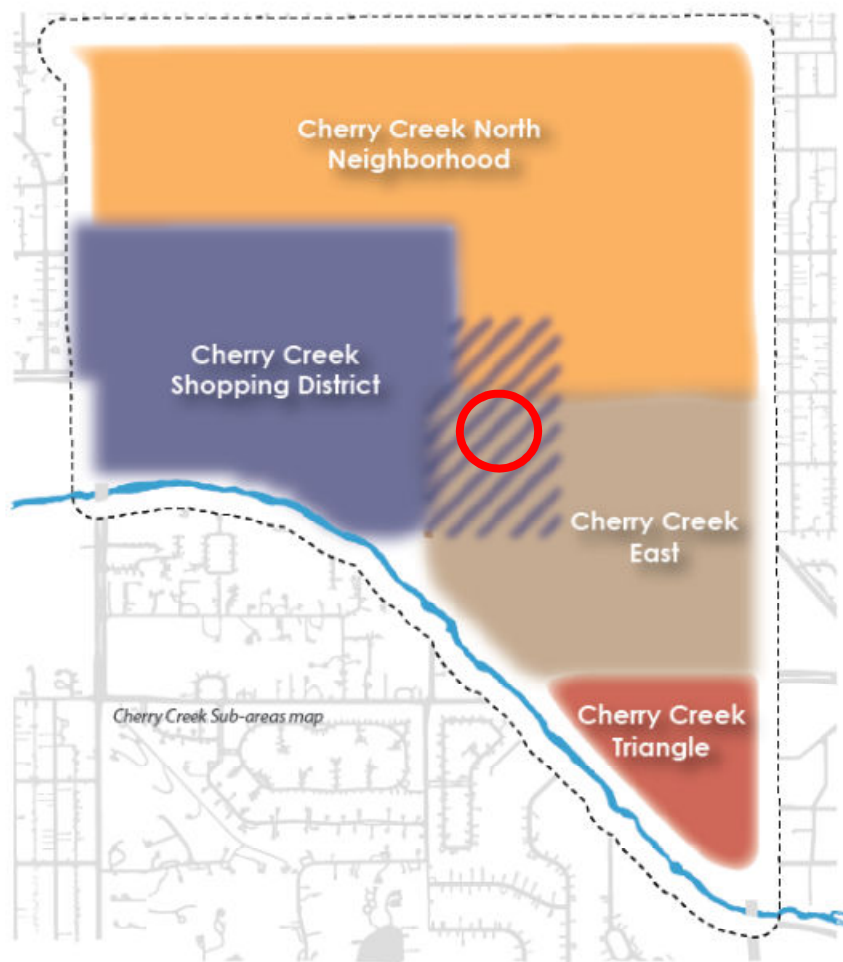 Cherry Creek North
Neighborhood
Cherry Creek
Shopping District
Cherry Creek
East
Cherry Creek
Triangle
Cherry Creek Sub-areas map